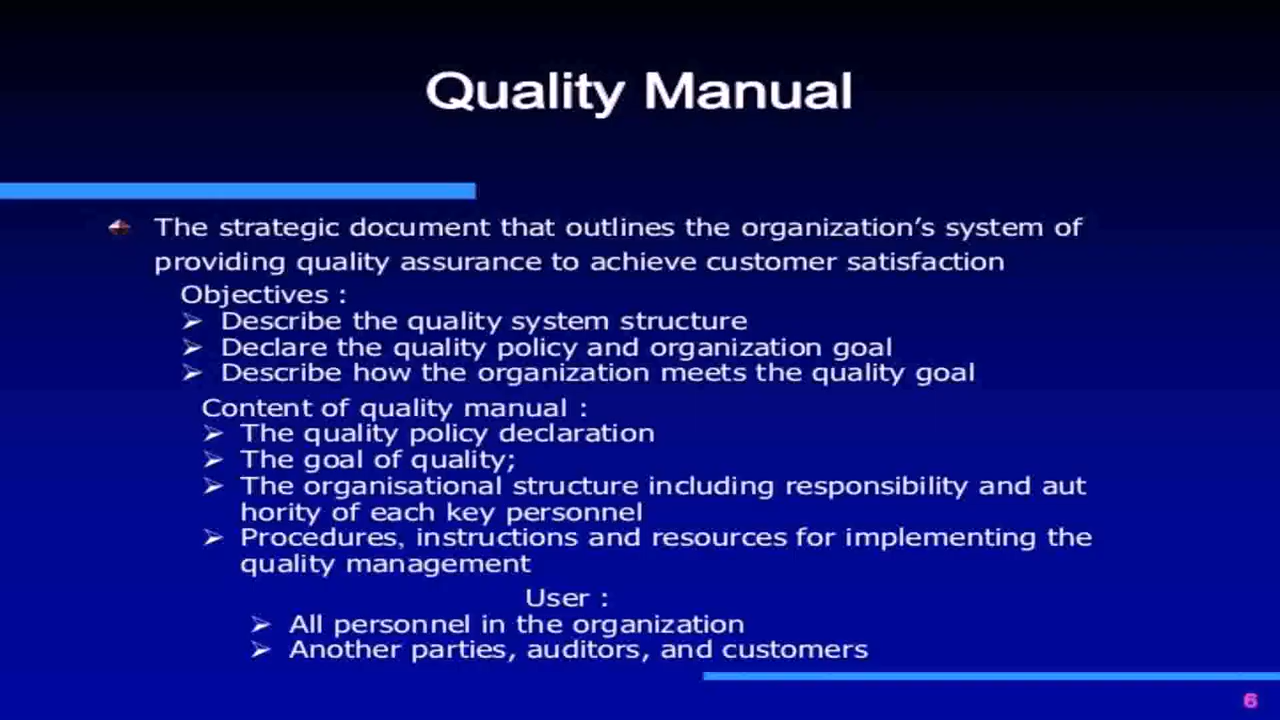 Quality Manual
The strategic document that outlines the organization's system of
providing quality assurance to achieve customer satisfaction
Objectives :
Describe the quality system structure
Declare the quality policy and organization goal
Describe how the organization meets the quality goal
Content of quality manual :
The quality policy declaration
The goal of quality;
The organisational structure including responsibility and aut
hority of each key personnel
Procedures, instructions and resources for implementing the
quality management
User :
All personnel in the organization
Another parties, auditors, and customers
6